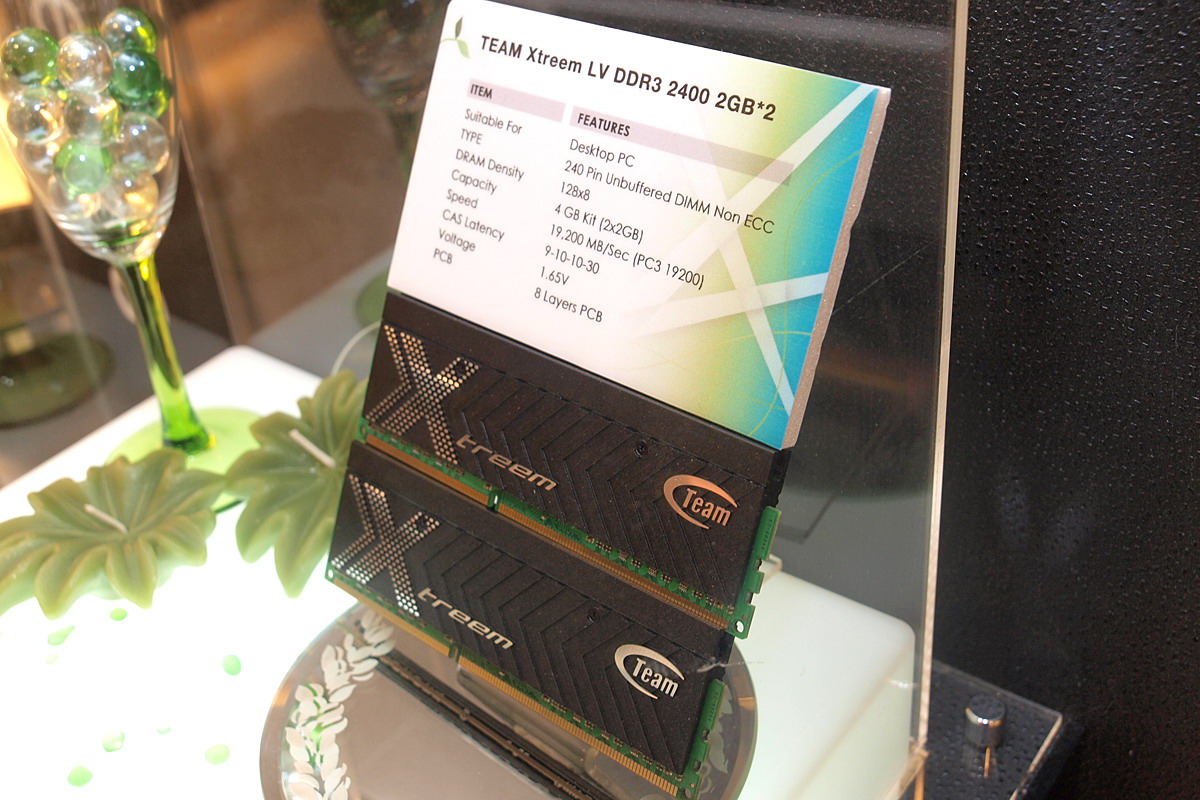 TEAM Xtreem LV DDR3 2400 2GB*2
ITEM FEATURES
Suitable For Desktop PC
TYPE 240 Pin Unbuffered DIMM Non ECC
DRAM Density 128x8
Capacity 4 GB Kit (2x2GB)
Speed 19,200 MB/Sec (PC3 19200)
CAS Latency 9-10-10-30
Voltage 1.65V
PCB 8 Layers PCB
Xtreem Team
Xtreem Team